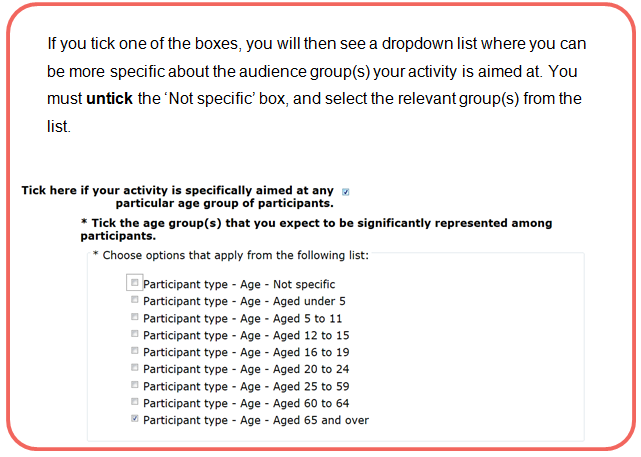 If you tick one of the boxes, you will then see a dropdown list where you can
be more specific about the audience group(s) your activity is aimed at. You
must untick the ‘Not specific’ box, and select the relevant group(s) from the
list.
Tick here if your activity is specifically aimed at any
particular age group of participants.
* Tick the age group(s) that you expect to be significantly represented among
participants.
* Choose options that apply from the following list:
Participant type - Age - Not specific
Participant type - Age - Aged under 5
Participant type - Age - Aged 5 to 11
Participant type - Age - Aged 12 to 15
Participant type - Age - Aged 16 to 19
Participant type - Age - Aged 20 to 24
Participant type - Age - Aged 25 to 59
Participant type - Age - Aged 60 to 64
Participant type - Age - Aged 65 and over